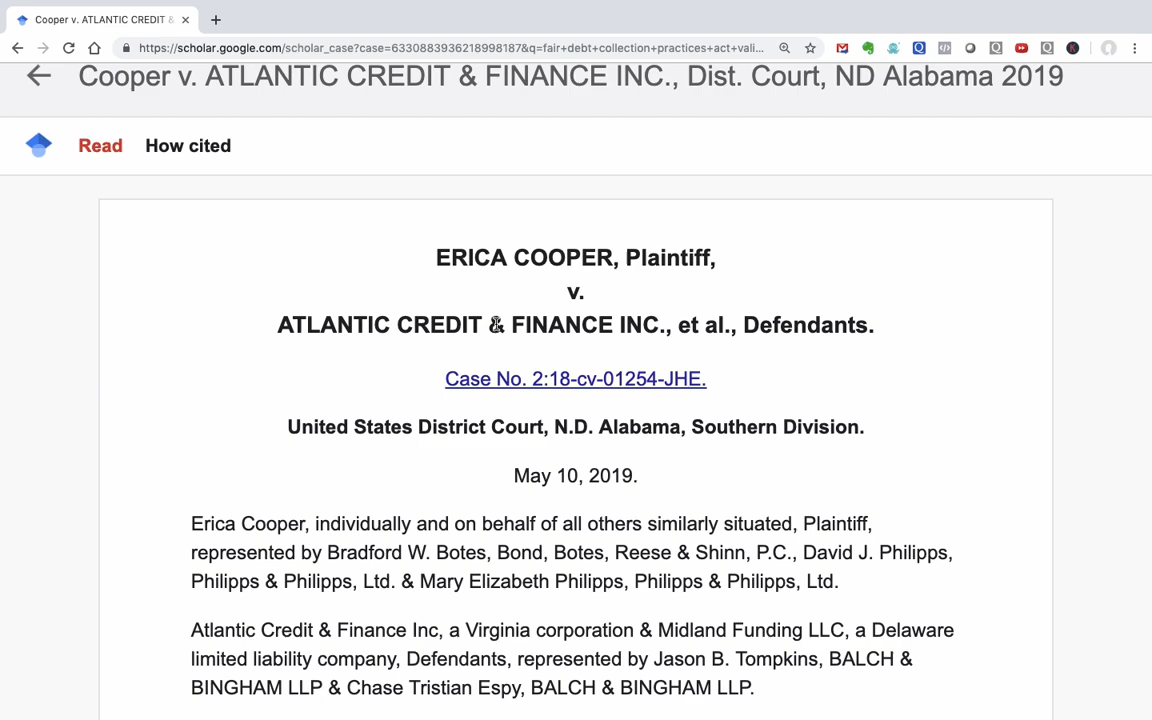 Cooper v. ATLANTIC CREDIT &
https://scholar.google.com/scholar_case?case=6330883936218998187&q=fair+debt+collection+practices+act+vali...
Cooper v. ATLANTIC CREDIT & FINANCE INC., Dist. Court, ND Alabama 2019
Read How cited
ERICA COOPER, Plaintiff,
v.
ATLANTIC CREDIT & FINANCE INC., et al., Defendants.
Case No. 2:18-cv-01254-JHE.
United States District Court, N.D. Alabama, Southern Division.
May 10, 2019.
Erica Cooper, individually and on behalf of all others similarly situated, Plaintiff,
represented by Bradford W. Botes, Bond, Botes, Reese & Shinn, P.C., David J. Philipps,
Philipps & Philipps, Ltd. & Mary Elizabeth Philipps, Philipps & Philipps, Ltd.
Atlantic Credit & Finance Inc, a Virginia corporation & Midland Funding LLC, a Delaware
limited liability company, Defendants, represented by Jason B. Tompkins, BALCH &
BINGHAM LLP & Chase Tristian Espy, BALCH & BINGHAM LLP.